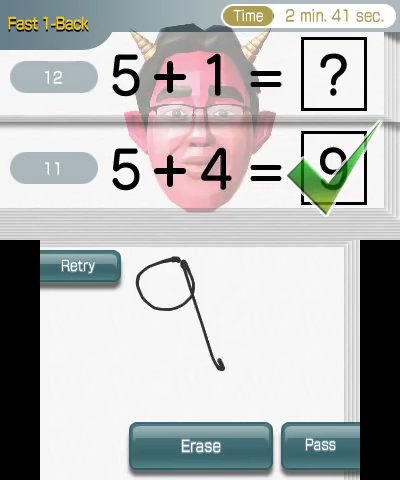 Fast 1-Back
Time 2 min. 41 sec.
12 5+1=?
11 5+4=9
Retry
9
Erase
Pass